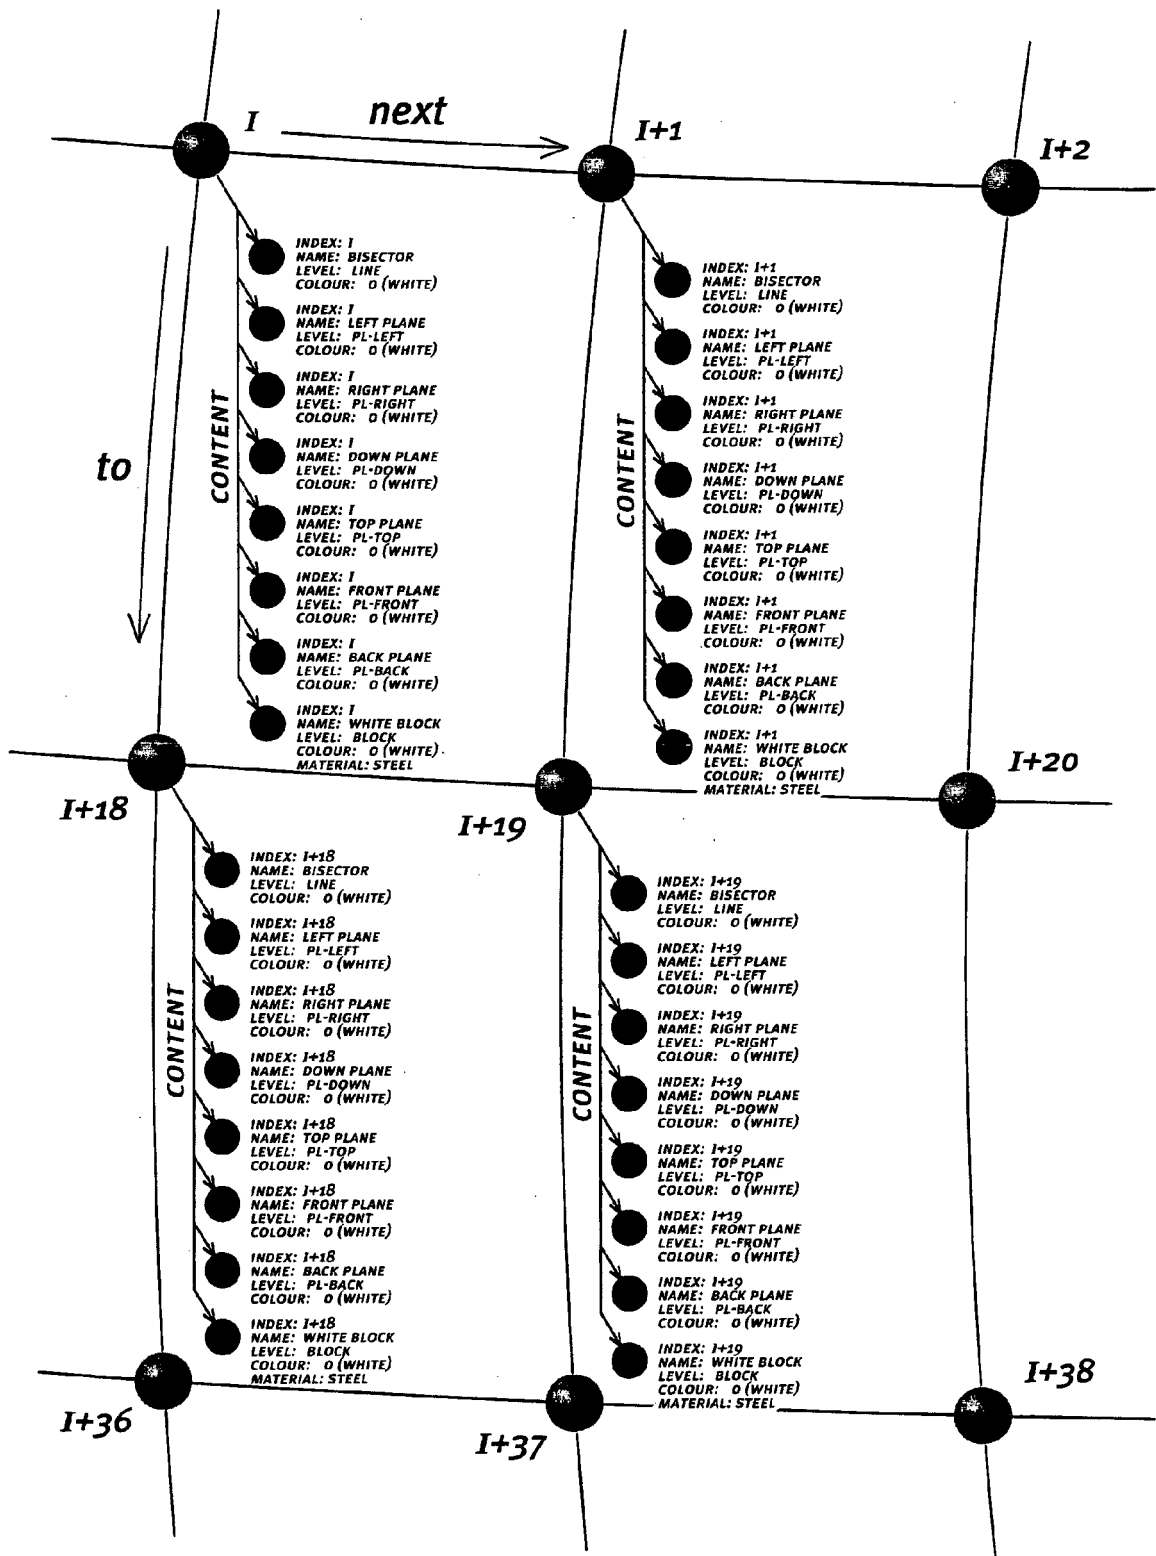 I
next
I+1
I+2
to
CONTENT
INDEX: I
NAME: BISECTOR
LEVEL: LINE
COLOUR: 0 (WHITE)
INDEX: I
NAME: LEFT PLANE
LEVEL: PL-LEFT
COLOUR: 0 (WHITE)
INDEX: I
NAME: RIGHT PLANE
LEVEL: PL-RIGHT
COLOUR: 0 (WHITE)
INDEX: I
NAME: DOWN PLANE
LEVEL: PL-DOWN
COLOUR: 0 (WHITE)
INDEX: I
NAME: TOP PLANE
LEVEL: PL-TOP
COLOUR: 0 (WHITE)
INDEX: I
NAME: FRONT PLANE
LEVEL: PL-FRONT
COLOUR: 0 (WHITE)
INDEX: I
NAME: BACK PLANE
LEVEL: PL-BACK
COLOUR: 0 (WHITE)
INDEX: I
NAME: WHITE BLOCK
LEVEL: BLOCK
COLOUR: 0 (WHITE)
MATERIAL: STEEL
CONTENT
INDEX: I+1
NAME: BISECTOR
LEVEL: LINE
COLOUR: 0 (WHITE)
INDEX: I+1
NAME: LEFT PLANE
LEVEL: PL-LEFT
COLOUR: 0 (WHITE)
INDEX: I+1
NAME: RIGHT PLANE
LEVEL: PL-RIGHT
COLOUR: 0 (WHITE)
INDEX: I+1
NAME: DOWN PLANE
LEVEL: PL-DOWN
COLOUR: 0 (WHITE)
INDEX: I+1
NAME: TOP PLANE
LEVEL: PL-TOP
COLOUR: 0 (WHITE)
INDEX: I+1
NAME: FRONT PLANE
LEVEL: PL-FRONT
COLOUR: 0 (WHITE)
INDEX: I+1
NAME: BACK PLANE
LEVEL: PL-BACK
COLOUR: 0 (WHITE)
INDEX: I+1
NAME: WHITE BLOCK
LEVEL: BLOCK
COLOUR: 0 (WHITE)
MATERIAL: STEEL
I+18
I+19
I+20
CONTENT
INDEX: I+18
NAME: BISECTOR
LEVEL: LINE
COLOUR: 0 (WHITE)
INDEX: I+18
NAME: LEFT PLANE
LEVEL: PL-LEFT
COLOUR: 0 (WHITE)
INDEX: I+18
NAME: RIGHT PLANE
LEVEL: PL-RIGHT
COLOUR: 0 (WHITE)
INDEX: I+18
NAME: DOWN PLANE
LEVEL: PL-DOWN
COLOUR: 0 (WHITE)
INDEX: I+18
NAME: TOP PLANE
LEVEL: PL-TOP
COLOUR: 0 (WHITE)
INDEX: I+18
NAME: FRONT PLANE
LEVEL: PL-FRONT
COLOUR: 0 (WHITE)
INDEX: I+18
NAME: BACK PLANE
LEVEL: PL-BACK
COLOUR: 0 (WHITE)
INDEX: I+18
NAME: WHITE BLOCK
LEVEL: BLOCK
COLOUR: 0 (WHITE)
MATERIAL: STEEL
CONTENT
INDEX: I+19
NAME: BISECTOR
LEVEL: LINE
COLOUR: 0 (WHITE)
INDEX: I+19
NAME: LEFT PLANE
LEVEL: PL-LEFT
COLOUR: 0 (WHITE)
INDEX: I+19
NAME: RIGHT PLANE
LEVEL: PL-RIGHT
COLOUR: 0 (WHITE)
INDEX: I+19
NAME: DOWN PLANE
LEVEL: PL-DOWN
COLOUR: 0 (WHITE)
INDEX: I+19
NAME: TOP PLANE
LEVEL: PL-TOP
COLOUR: 0 (WHITE)
INDEX: I+19
NAME: FRONT PLANE
LEVEL: PL-FRONT
COLOUR: 0 (WHITE)
INDEX: I+19
NAME: BACK PLANE
LEVEL: PL-BACK
COLOUR: 0 (WHITE)
INDEX: I+19
NAME: WHITE BLOCK
LEVEL: BLOCK
COLOUR: 0 (WHITE)
MATERIAL: STEEL
I+36
I+37
I+38